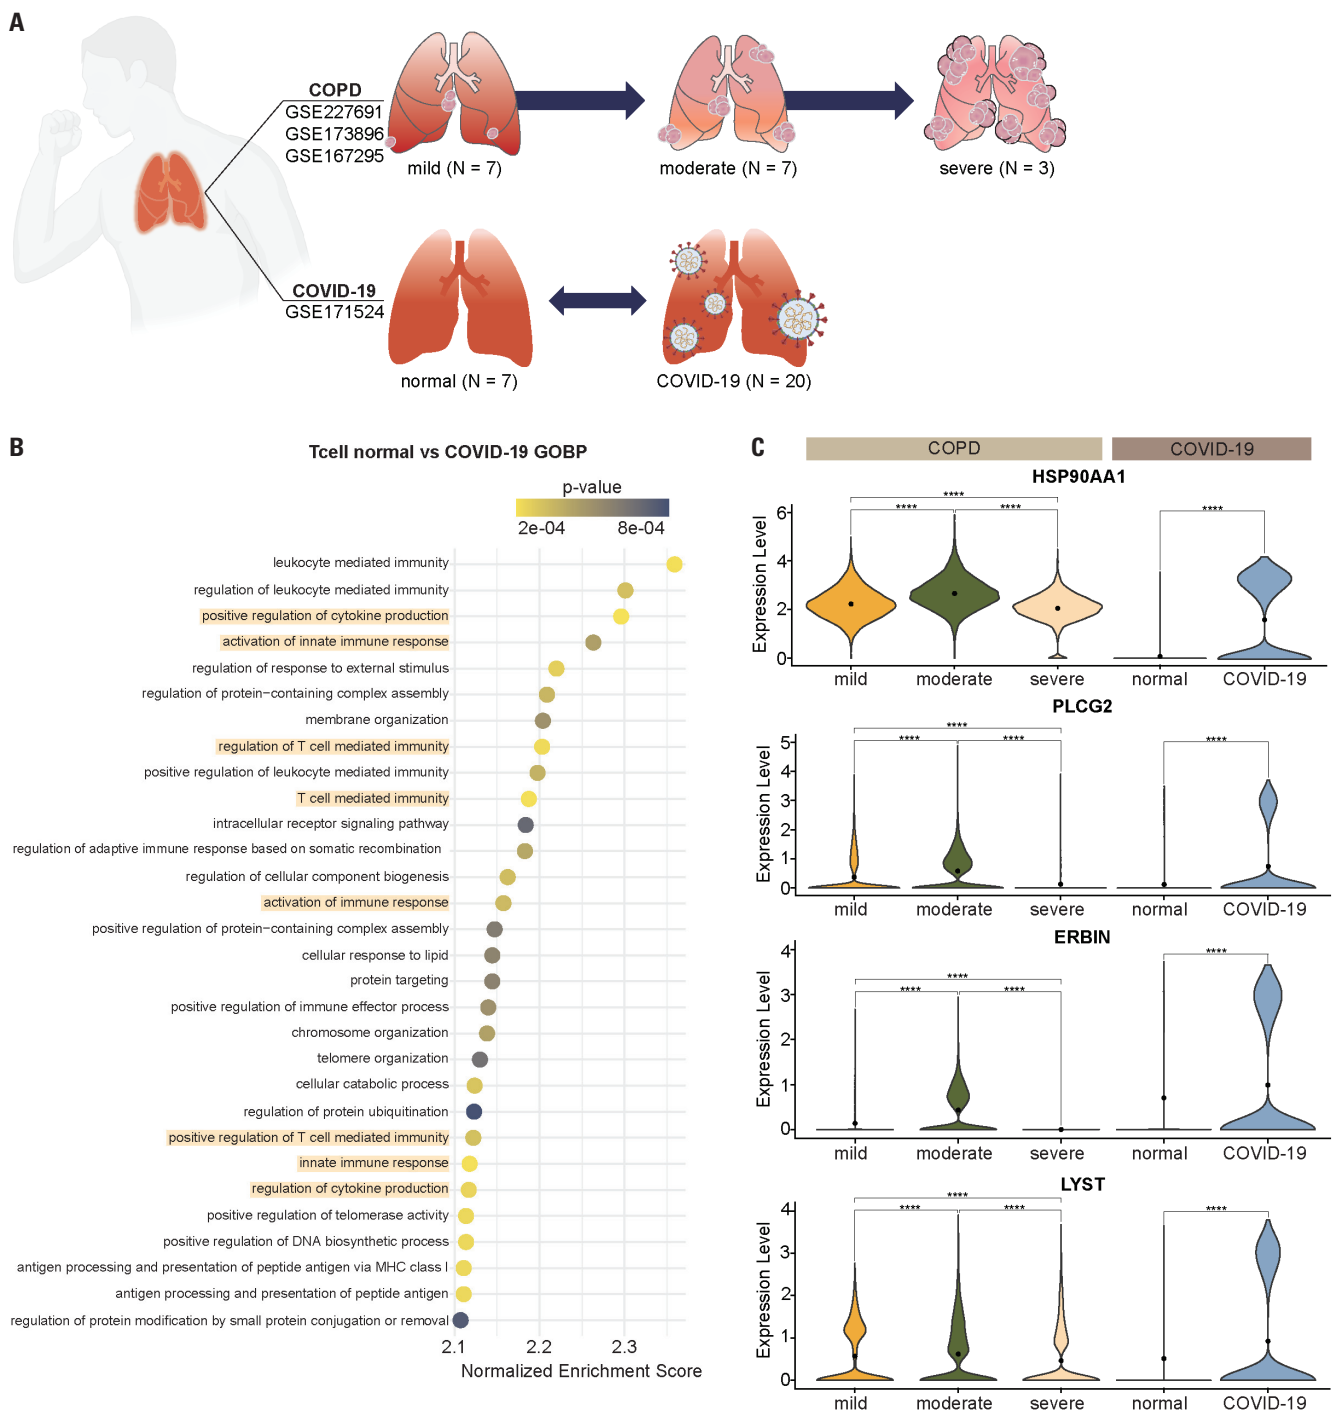 A
COPD
GSE227691
GSE173896
GSE167295
mild (N = 7)
moderate (N = 7)
severe (N = 3)
COVID-19
GSE171524
normal (N = 7)
COVID-19 (N = 20)
B
Tcell normal vs COVID-19 GOBP
p-value
2e-04
8e-04
leukocyte mediated immunity
regulation of leukocyte mediated immunity
positive regulation of cytokine production
activation of innate immune response
regulation of response to external stimulus
regulation of protein−containing complex assembly
membrane organization
regulation of T cell mediated immunity
positive regulation of leukocyte mediated immunity
T cell mediated immunity
intracellular receptor signaling pathway
regulation of adaptive immune response based on somatic recombination
regulation of cellular component biogenesis
activation of immune response
positive regulation of protein−containing complex assembly
cellular response to lipid
protein targeting
positive regulation of immune effector process
chromosome organization
telomere organization
cellular catabolic process
regulation of protein ubiquitination
positive regulation of T cell mediated immunity
innate immune response
regulation of cytokine production
positive regulation of telomerase activity
positive regulation of DNA biosynthetic process
antigen processing and presentation of peptide antigen via MHC class I
antigen processing and presentation of peptide antigen
regulation of protein modification by small protein conjugation or removal
2.1
2.2
2.3
Normalized Enrichment Score
C
COPD
COVID-19
HSP90AA1
Expression Level
6
4
2
0
****
****
****
****
mild
moderate
severe
normal
COVID-19
PLCG2
Expression Level
5
4
3
2
1
0
****
****
****
****
mild
moderate
severe
normal
COVID-19
ERBIN
Expression Level
4
3
2
1
0
****
****
****
****
mild
moderate
severe
normal
COVID-19
LYST
Expression Level
4
3
2
1
0
****
****
****
****
mild
moderate
severe
normal
COVID-19